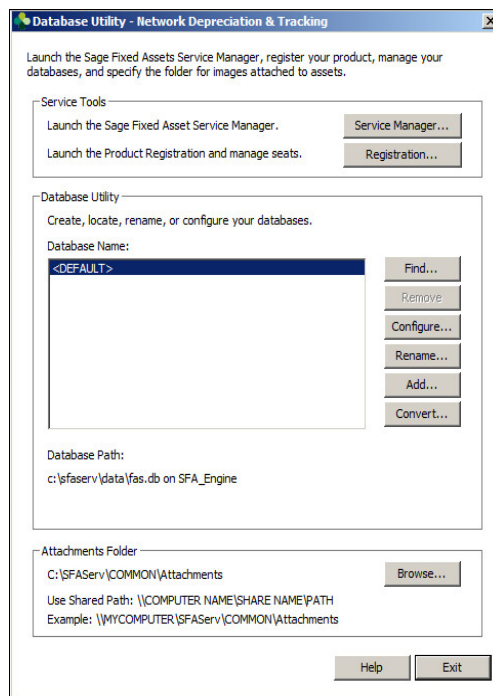 Database Utility - Network Depreciation & Tracking
Launch the Sage Fixed Assets Service Manager, register your product, manage your
databases, and specify the folder for images attached to assets.
Service Tools
Launch the Sage Fixed Asset Service Manager.
Service Manager...
Launch the Product Registration and manage seats.
Registration...
Database Utility
Create, locate, rename, or configure your databases.
Database Name:
<DEFAULT>
Find...
Remove
Configure...
Rename...
Add...
Convert...
Database Path:
c:\sfaserv\data\fas.db on SFA_Engine
Attachments Folder
C:\SFAServ\COMMON\Attachments
Browse...
Use Shared Path: \\COMPUTER NAME\SHARE NAME\PATH
Example: \\MYCOMPUTER\SFAServ\COMMON\Attachments
Help
Exit